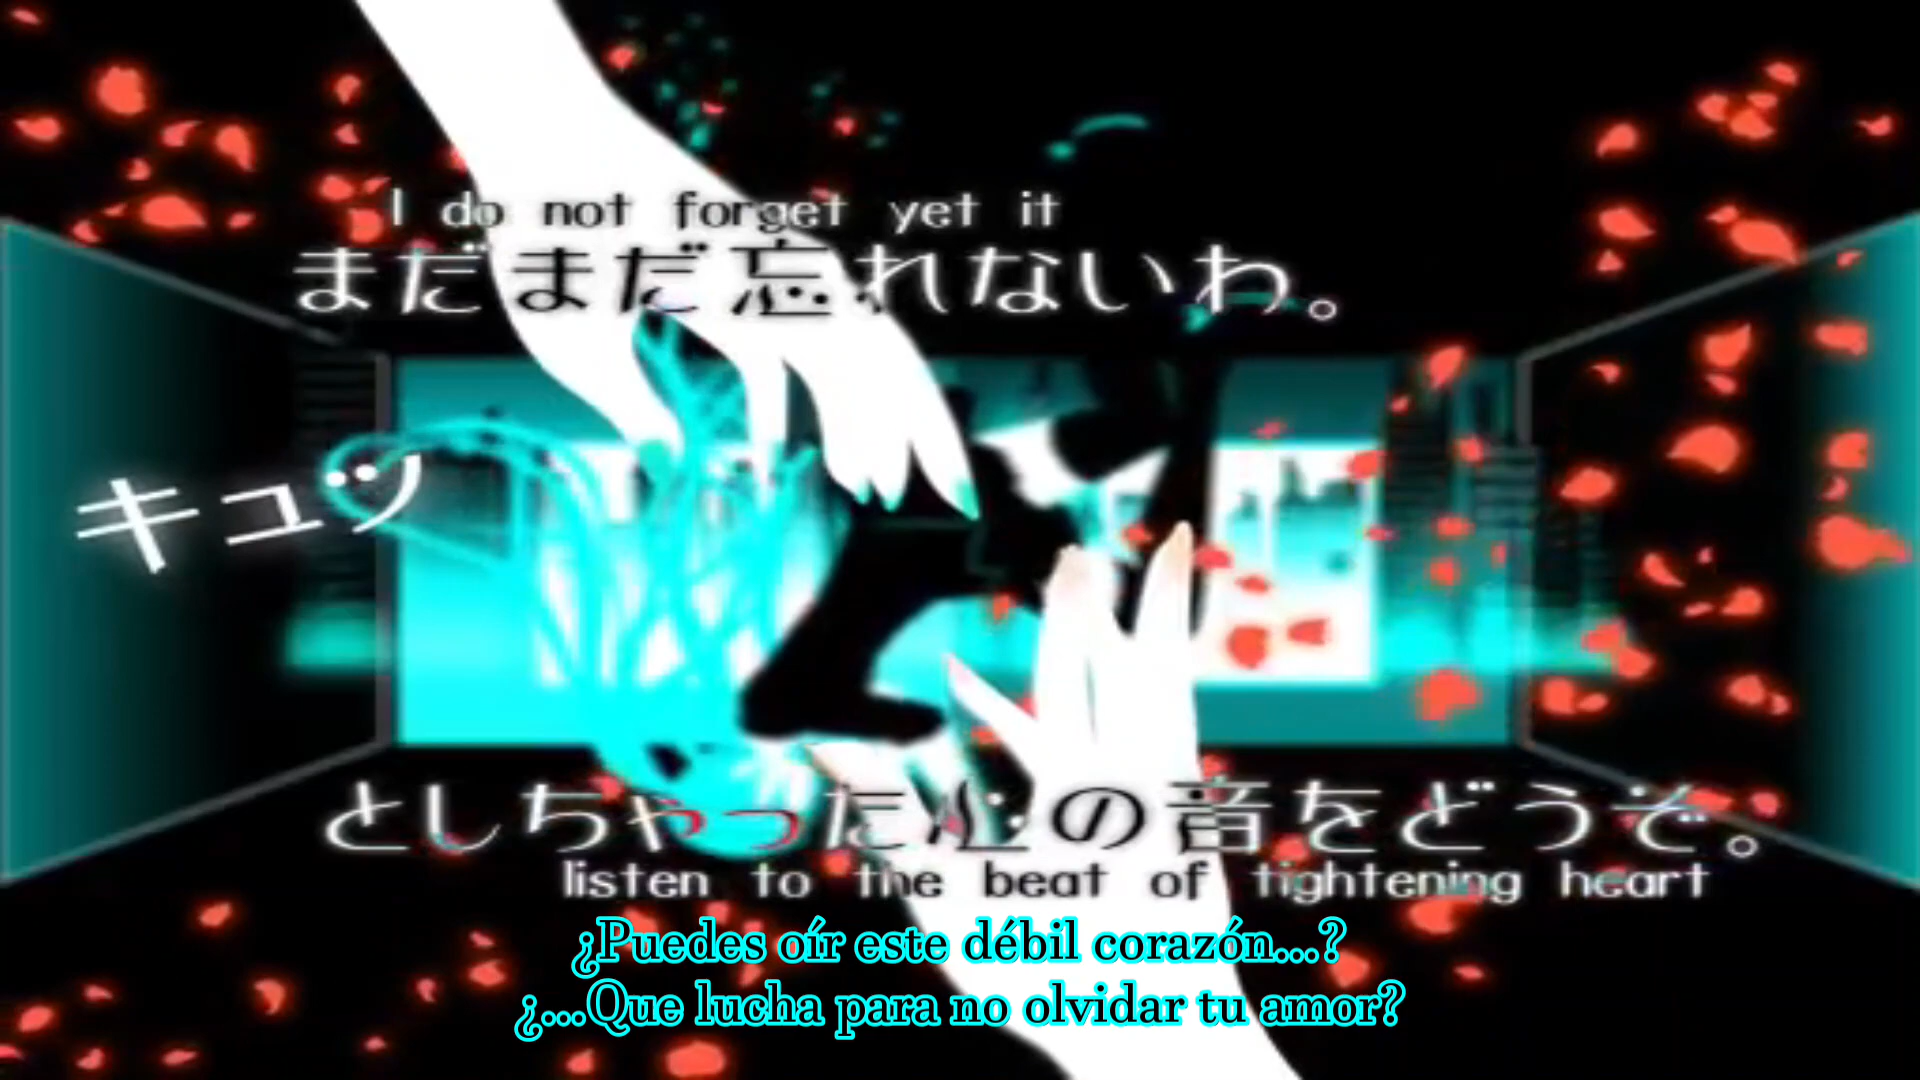 I do not forget yet it
まだまだ忘れないわ。
キュッ
としちゃった心の音をどうぞ。
listen to the beat of tightening heart
¿Puedes oír este débil corazón...?
¿...Que lucha para no olvidar tu amor?